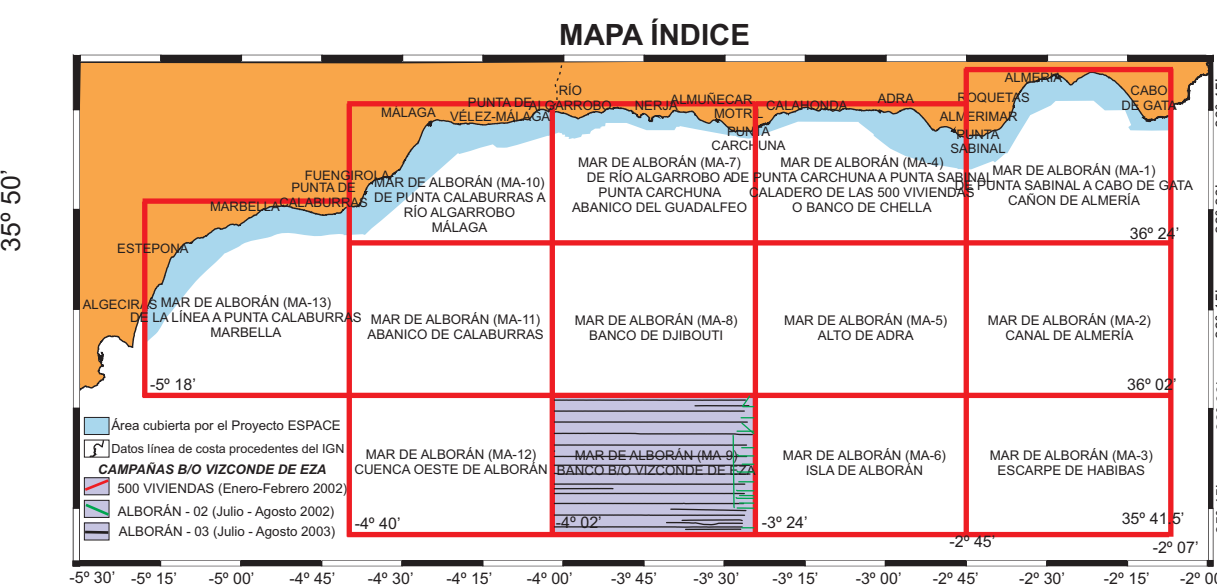 MAPA ÍNDICE
35º 50'
ALMERÍA
RÍO
ALGARROBO
PUNTA DE
VÉLEZ-MÁLAGA
MÁLAGA
NERJA
ALMUÑECAR
MOTRIL
PUNTA
CARCHUNA
CALAHONDA
ADRA
ROQUETAS
ALMERIMAR
PUNTA
SABINAL
CABO
DE GATA
FUENGIROLA
PUNTA DE
CALABURRAS
MARBELLA
ESTEPONA
ALGECIRAS
MAR DE ALBORÁN (MA-10)
DE PUNTA CALABURRAS A
RÍO ALGARROBO
MÁLAGA
MAR DE ALBORÁN (MA-7)
DE RÍO ALGARROBO A
PUNTA CARCHUNA
ABANICO DEL GUADALFEO
MAR DE ALBORÁN (MA-4)
DE PUNTA CARCHUNA A PUNTA SABINAL
CALADERO DE LAS 500 VIVIENDAS
O BANCO DE CHELLA
MAR DE ALBORÁN (MA-1)
DE PUNTA SABINAL A CABO DE GATA
CAÑON DE ALMERÍA
36º 24'
MAR DE ALBORÁN (MA-13)
DE LA LÍNEA A PUNTA CALABURRAS
MARBELLA
MAR DE ALBORÁN (MA-11)
ABANICO DE CALABURRAS
MAR DE ALBORÁN (MA-8)
BANCO DE DJIBOUTI
MAR DE ALBORÁN (MA-5)
ALTO DE ADRA
MAR DE ALBORÁN (MA-2)
CANAL DE ALMERÍA
-5º 18'
36º 02'
Área cubierta por el Proyecto ESPACE
Datos línea de costa procedentes del IGN
CAMPAÑAS B/O VIZCONDE DE EZA
500 VIVIENDAS (Enero-Febrero 2002)
ALBORÁN - 02 (Julio - Agosto 2002)
ALBORÁN - 03 (Julio - Agosto 2003)
MAR DE ALBORÁN (MA-12)
CUENCA OESTE DE ALBORÁN
MAR DE ALBORÁN (MA-9)
BANCO B/O VIZCONDE DE EZA
MAR DE ALBORÁN (MA-6)
ISLA DE ALBORÁN
MAR DE ALBORÁN (MA-3)
ESCARPE DE HABIBAS
-4º 40'
-4º 02'
-3º 24'
-2º 45'
35º 41.5'
-2º 07'
-5º 30' -5º 15' -5º 00' -4º 45' -4º 30' -4º 15' -4º 00' -3º 45' -3º 30' -3º 15' -3º 00' -2º 45' -2º 30' -2º 15'